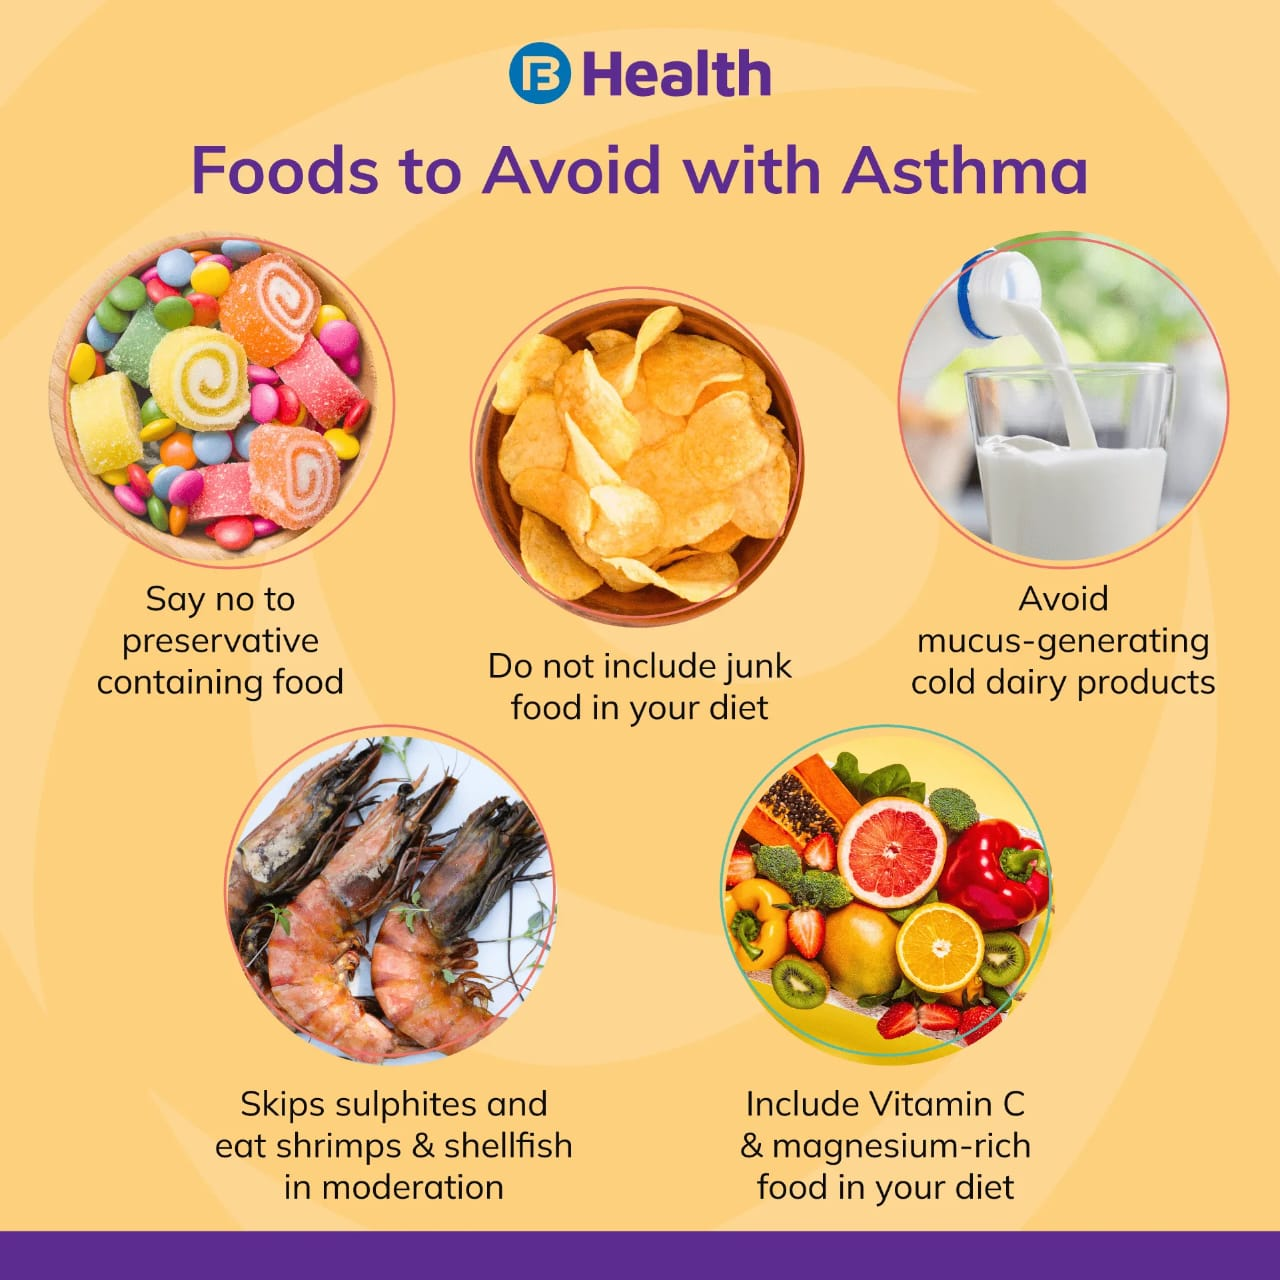 Health
Foods to Avoid with Asthma
Say no to
preservative
containing food
Do not include junk
food in your diet
Avoid
mucus-generating
cold dairy products
Skips sulphites and
eat shrimps & shellfish
in moderation
Include Vitamin C
& magnesium-rich
food in your diet